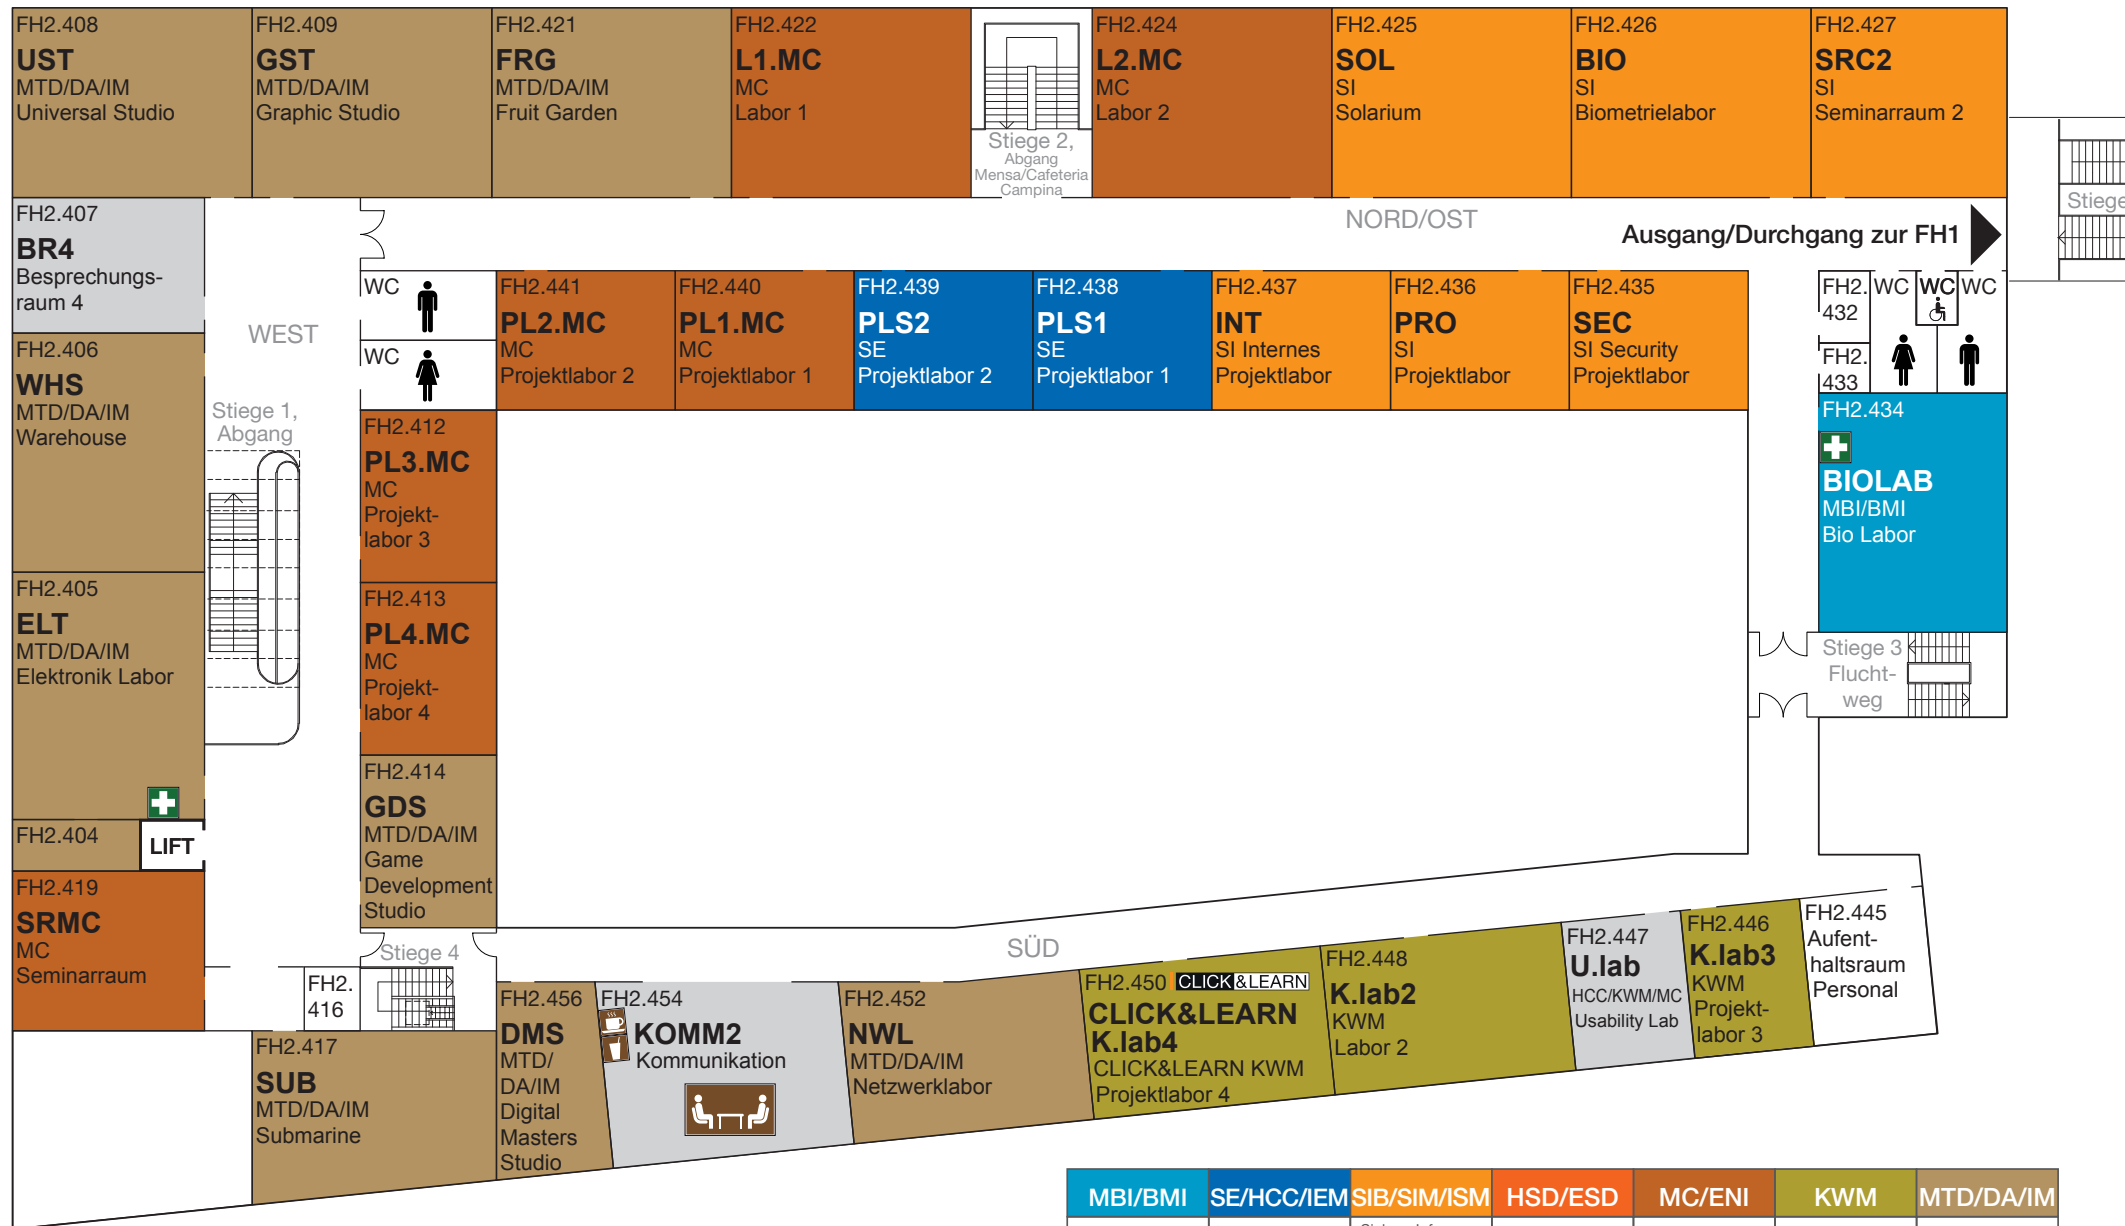 FH2.408
UST
MTD/DA/IM
Universal Studio
FH2.409
GST
MTD/DA/IM
Graphic Studio
FH2.421
FRG
MTD/DA/IM
Fruit Garden
FH2.422
L1.MC
MC
Labor 1
Stiege 2,
Abgang
Mensa/Cafeteria
Campina
FH2.424
L2.MC
MC
Labor 2
FH2.425
SOL
SI
Solarium
FH2.426
BIO
SI
Biometrielabor
FH2.427
SRC2
SI
Seminarraum 2
Stiege
NORD/OST
Ausgang/Durchgang zur FH1
FH2.407
BR4
Besprechungs-
raum 4
WEST
WC
WC
FH2.441
PL2.MC
MC
Projektlabor 2
FH2.440
PL1.MC
MC
Projektlabor 1
FH2.439
PLS2
SE
Projektlabor 2
FH2.438
PLS1
SE
Projektlabor 1
FH2.437
INT
SI Internes
Projektlabor
FH2.436
PRO
SI
Projektlabor
FH2.435
SEC
SI Security
Projektlabor
FH2.
432
WC
WC
WC
FH2.
433
FH2.406
WHS
MTD/DA/IM
Warehouse
Stiege 1,
Abgang
FH2.412
PL3.MC
MC
Projekt-
labor 3
FH2.434
BIOLAB
MBI/BMI
Bio Labor
FH2.405
ELT
MTD/DA/IM
Elektronik Labor
FH2.413
PL4.MC
MC
Projekt-
labor 4
Stiege 3
Flucht-
weg
FH2.414
GDS
MTD/DA/IM
Game
Development
Studio
FH2.404
LIFT
FH2.419
SRMC
MC
Seminarraum
Stiege 4
FH2.
416
SÜD
FH2.417
SUB
MTD/DA/IM
Submarine
FH2.456
DMS
MTD/
DA/IM
Digital
Masters
Studio
FH2.454
KOMM2
Kommunikation
FH2.452
NWL
MTD/DA/IM
Netzwerklabor
FH2.450 CLICK&LEARN
CLICK&LEARN
K.lab4
CLICK&LEARN KWM
Projektlabor 4
FH2.448
K.lab2
KWM
Labor 2
FH2.447
U.lab
HCC/KWM/MC
Usability Lab
FH2.446
K.lab3
KWM
Projekt-
labor 3
FH2.445
Aufent-
haltsraum
Personal
MBI/BMI SE/HCC/IEM SIB/SIM/ISM HSD/ESD MC/ENI KWM MTD/DA/IM